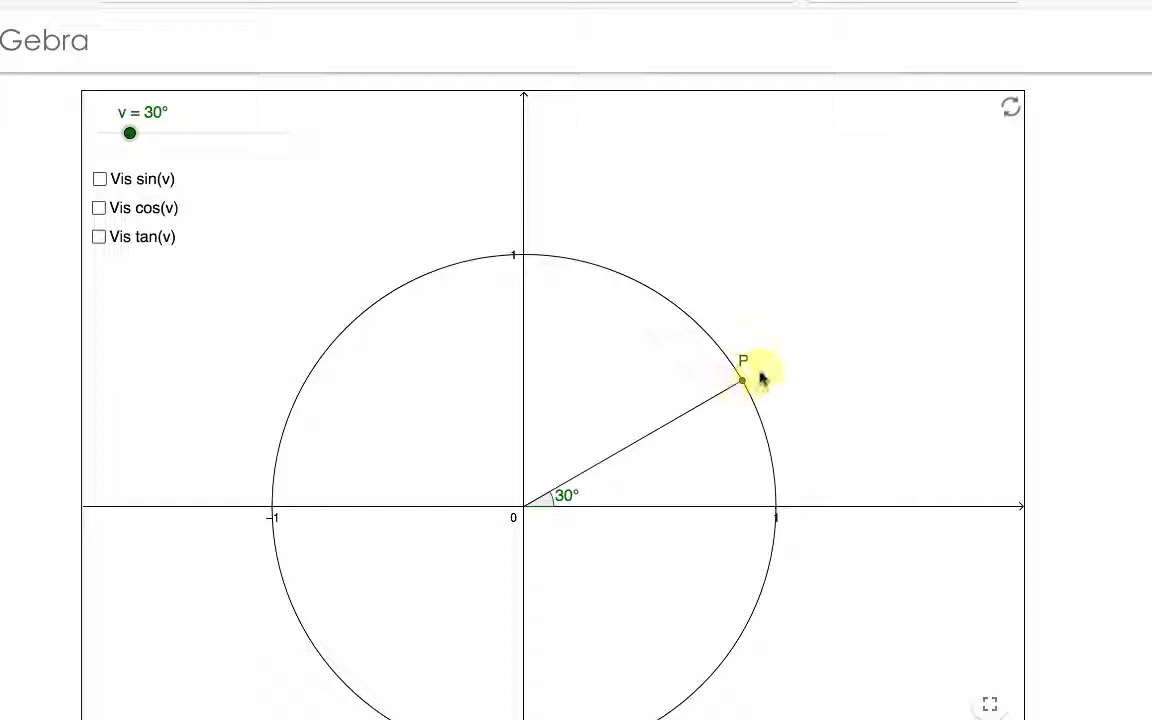 Gebra
v = 30°
Vis sin(v)
Vis cos(v)
Vis tan(v)
1
P
30°
−1
0
1